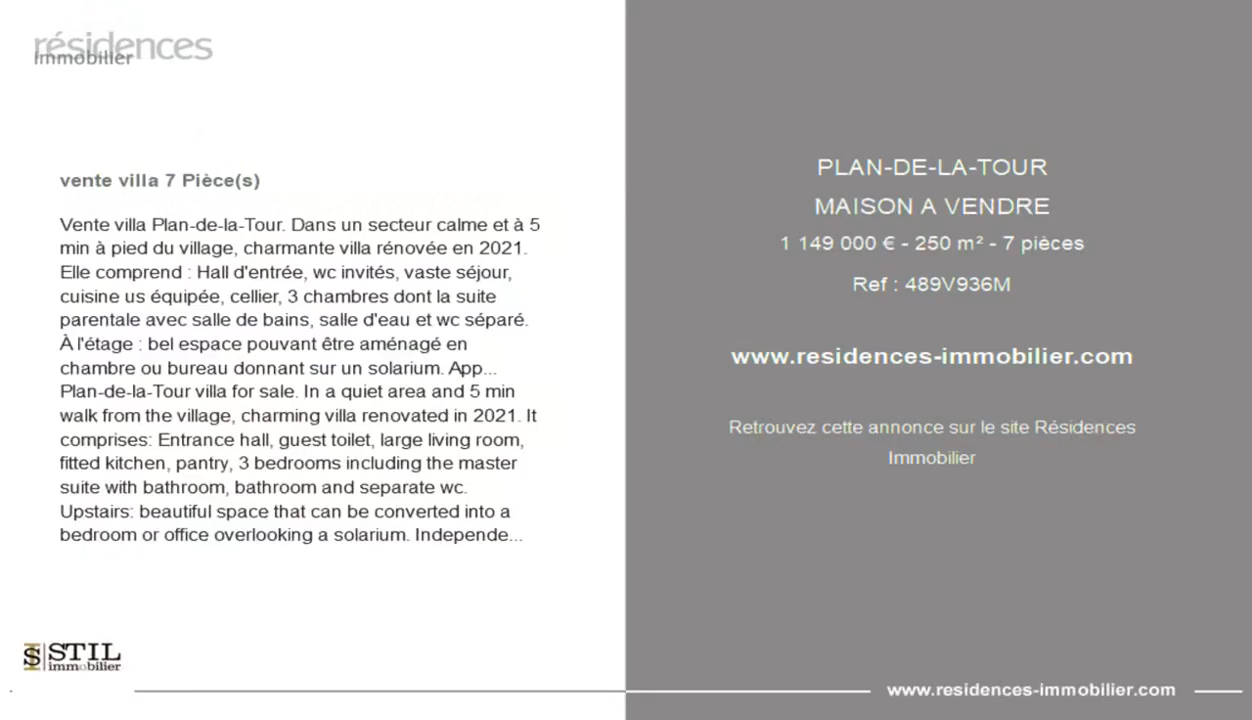 résidences
immobilier
vente villa 7 Pièce(s)
Vente villa Plan-de-la-Tour. Dans un secteur calme et à 5
min à pied du village, charmante villa rénovée en 2021.
Elle comprend : Hall d'entrée, wc invités, vaste séjour,
cuisine us équipée, cellier, 3 chambres dont la suite
parentale avec salle de bains, salle d'eau et wc séparé.
À l'étage : bel espace pouvant être aménagé en
chambre ou bureau donnant sur un solarium. App...
Plan-de-la-Tour villa for sale. In a quiet area and 5 min
walk from the village, charming villa renovated in 2021. It
comprises: Entrance hall, guest toilet, large living room,
fitted kitchen, pantry, 3 bedrooms including the master
suite with bathroom, bathroom and separate wc.
Upstairs: beautiful space that can be converted into a
bedroom or office overlooking a solarium. Independe...
STIL
immobilier
PLAN-DE-LA-TOUR
MAISON A VENDRE
1 149 000 € - 250 m² - 7 pièces
Ref : 489V936M
www.residences-immobilier.com
Retrouvez cette annonce sur le site Résidences
Immobilier
www.residences-immobilier.com